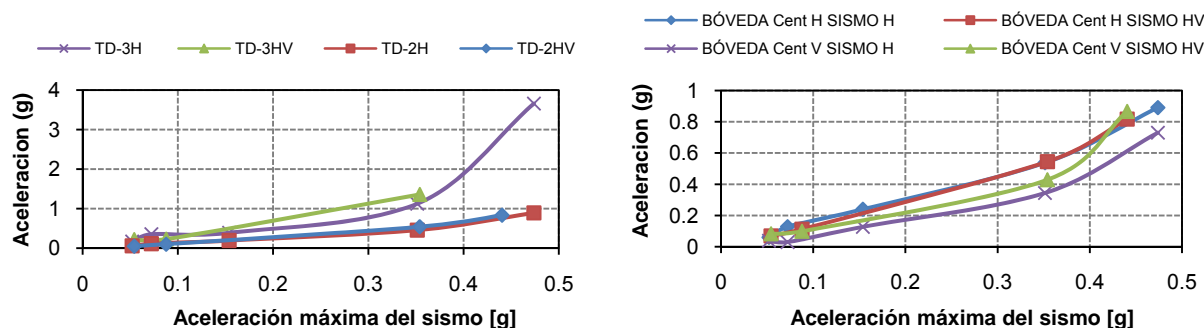 TD-3H TD-3HV TD-2H TD-2HV
Aceleracion (g)
4
3
2
1
0
0 0.1 0.2 0.3 0.4 0.5
Aceleración máxima del sismo [g]
BÓVEDA Cent H SISMO H BÓVEDA Cent H SISMO HV
BÓVEDA Cent V SISMO H BÓVEDA Cent V SISMO HV
Aceleracion (g)
1
0.8
0.6
0.4
0.2
0
0 0.1 0.2 0.3 0.4 0.5
Aceleración máxima del sismo [g]